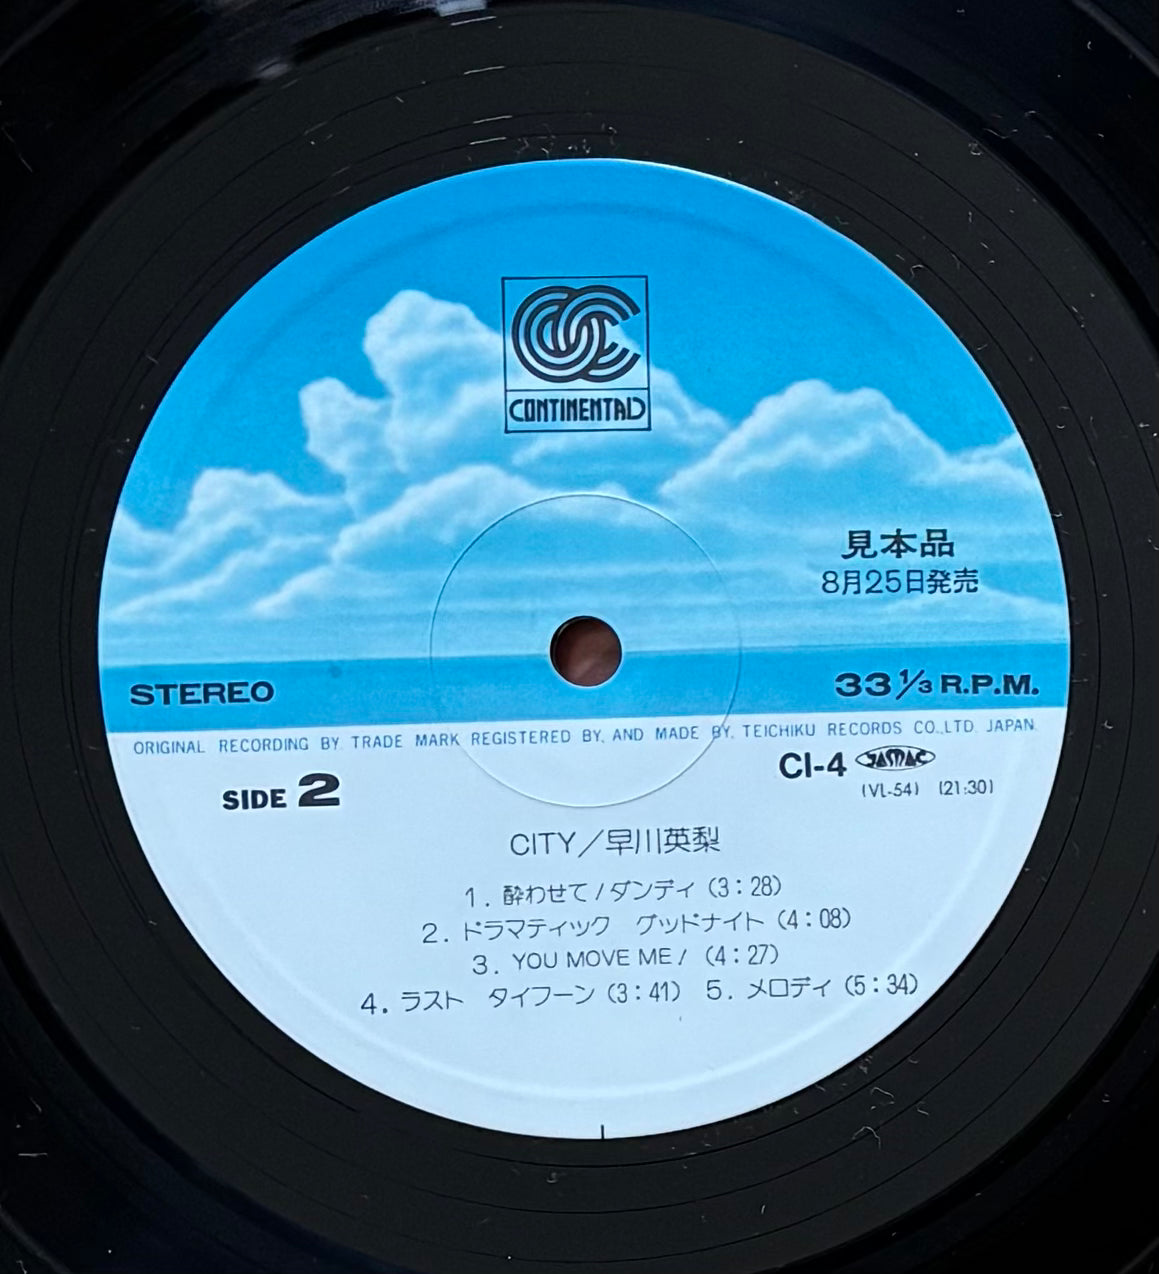 CONTINENTAL
見本品
8月25日発売
STEREO
33 1/3 R.P.M.
ORIGINAL RECORDING BY TRADE MARK REGISTERED BY, AND MADE BY, TEICHIKU RECORDS CO.,LTD. JAPAN.
SIDE 2
CI-4 JASRAC
(VL-54) (21:30)
CITY/早川英梨
1. 酔わせて!ダンディ (3:28)
2. ドラマティック グッドナイト (4:08)
3. YOU MOVE ME! (4:27)
4. ラスト タイフーン (3:41) 5. メロディ (5:34)